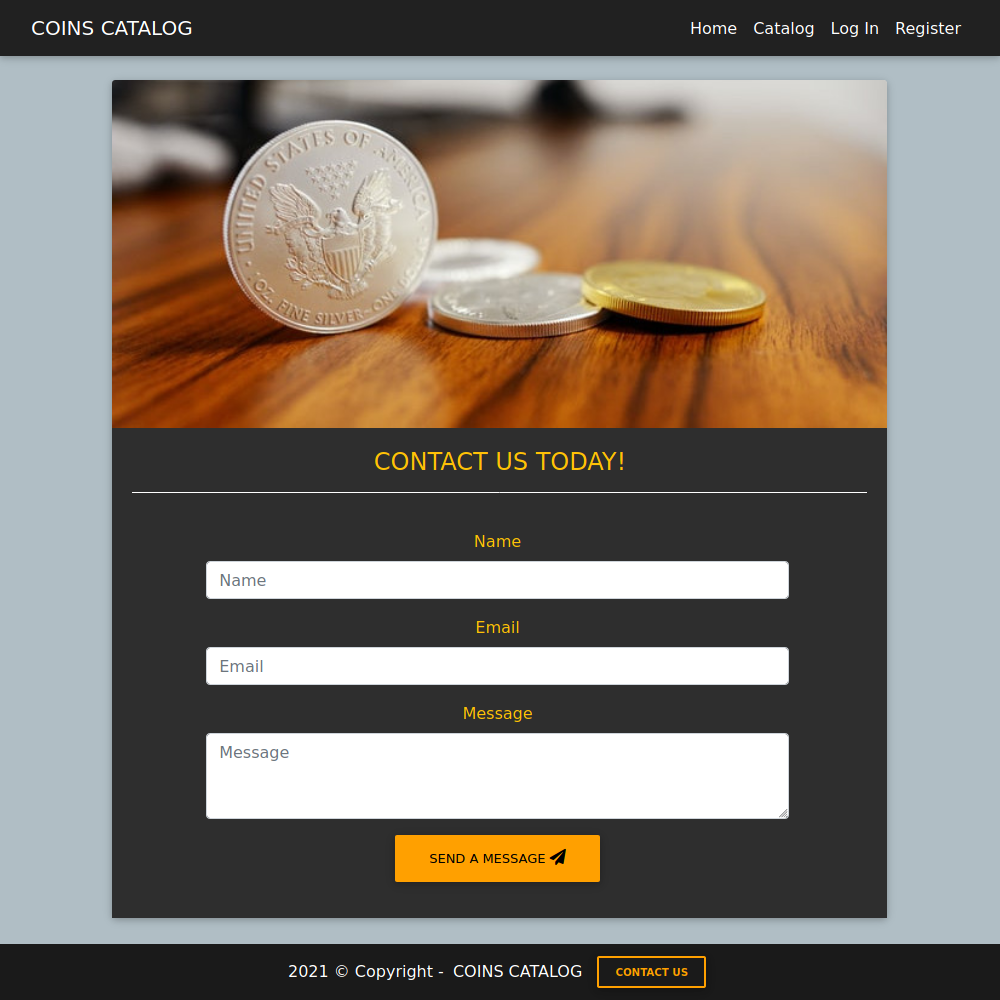 COINS CATALOG
Home Catalog Log In Register
UNITED STATES OF AMERICA
1 OZ. FINE SILVER~ONE
CONTACT US TODAY!
Name
Name
Email
Email
Message
Message
SEND A MESSAGE
2021 © Copyright - COINS CATALOG CONTACT US